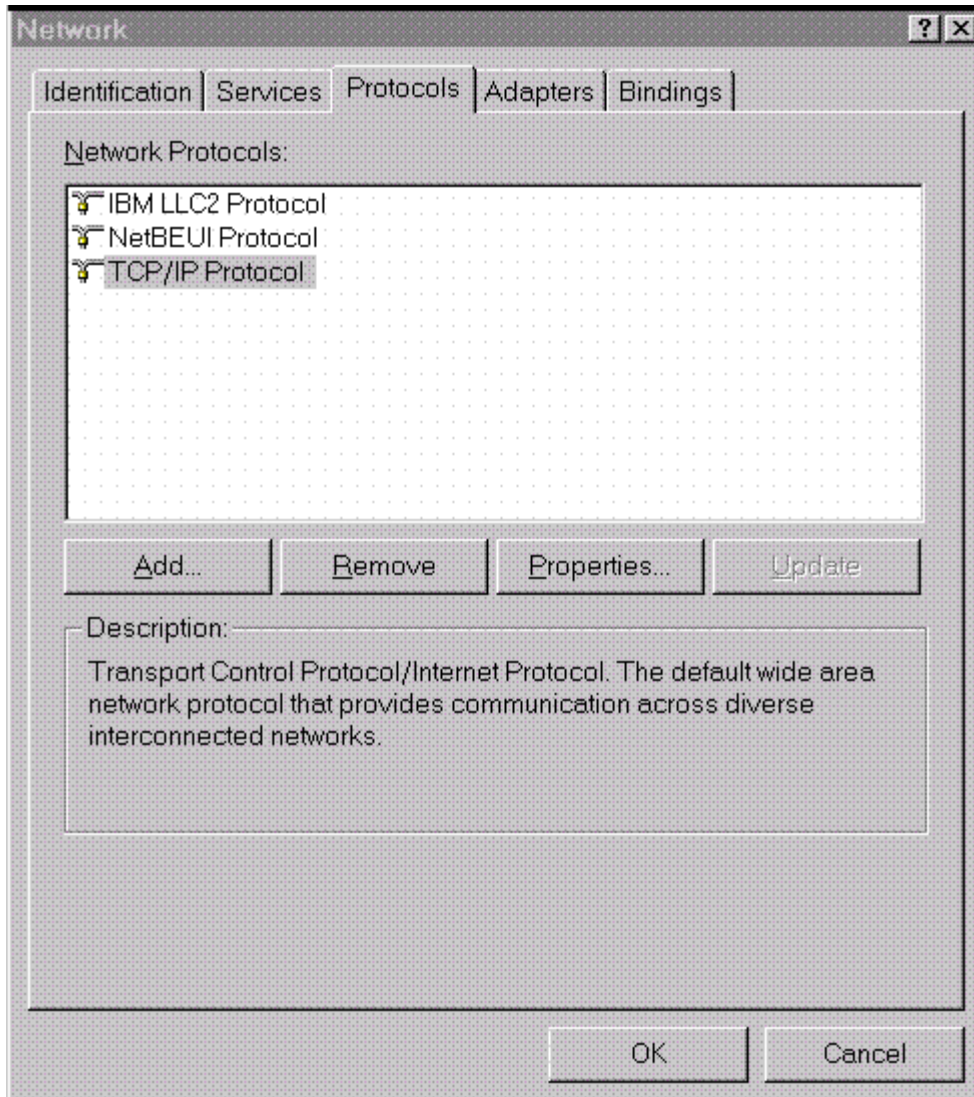 Network
Identification
Services
Protocols
Adapters
Bindings
Network Protocols:
IBM LLC2 Protocol
NetBEUI Protocol
TCP/IP Protocol
Add...
Remove
Properties...
Update
Description:
Transport Control Protocol/Internet Protocol. The default wide area
network protocol that provides communication across diverse
interconnected networks.
OK
Cancel